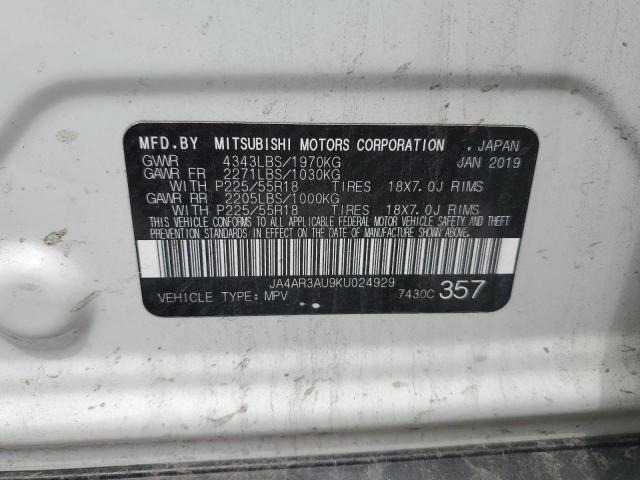 MFD.BY MITSUBISHI MOTORS CORPORATION , JAPAN
GVWR 4343LBS/1970KG JAN 2019
GAWR FR 2271LBS/1030KG
WITH P225/55R18 TIRES 18X7.0J RIMS
GAWR RR 2205LBS/1000KG
WITH P225/55R18 TIRES 18X7.0J RIMS
THIS VEHICLE CONFORMS TO ALL APPLICABLE FEDERAL MOTOR VEHICLE SAFETY AND THEFT
PREVENTION STANDARDS IN EFFECT ON THE DATE OF MANUFACTURE SHOWN ABOVE.
JA4AR3AU9KU024929
VEHICLE TYPE: MPV 7430C 357